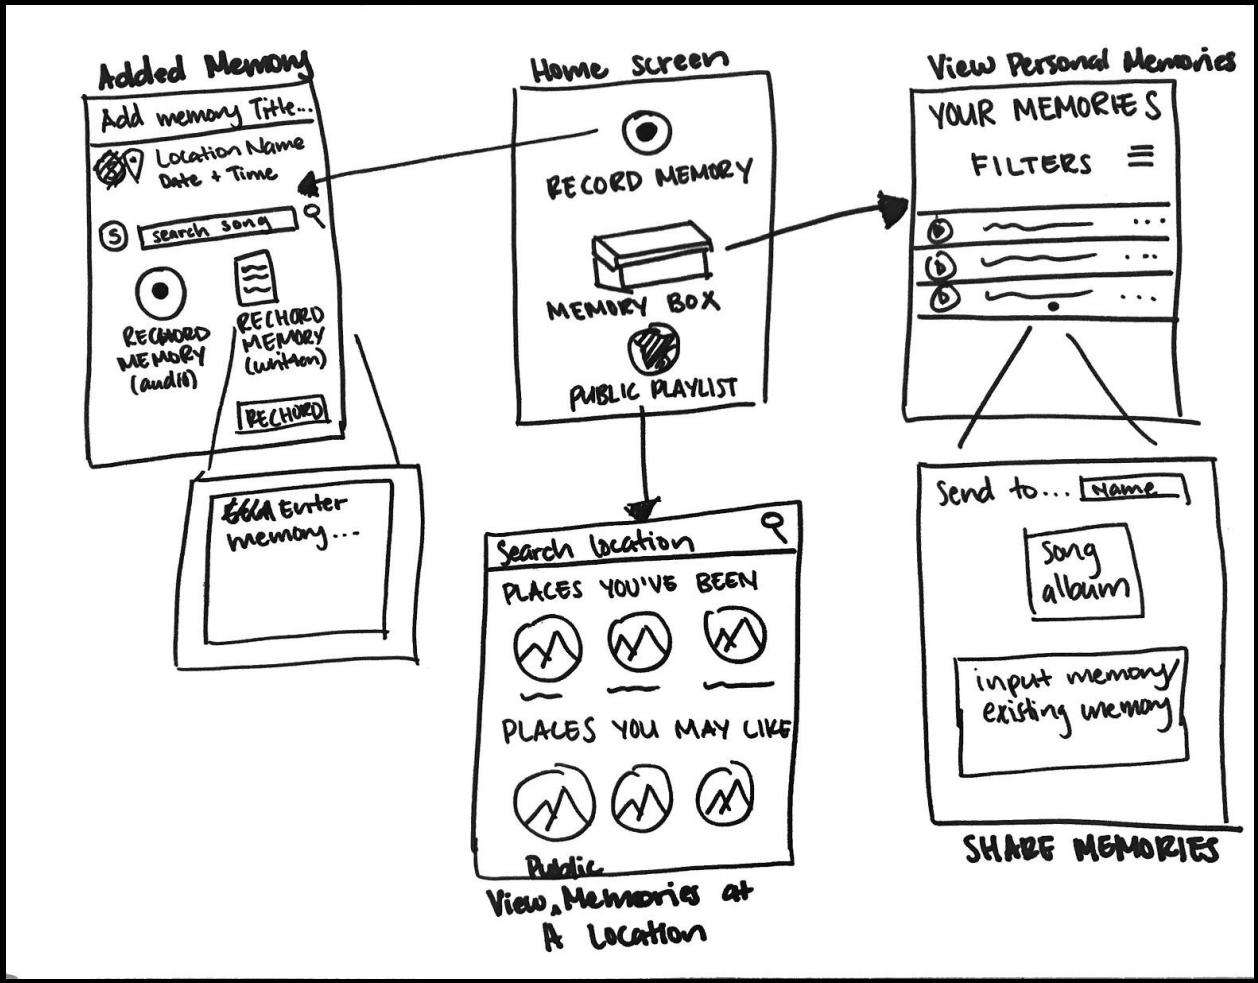 Added Memory
Add memory Title...
Location Name
Date + Time
S
search song
RECHORD
MEMORY
(audio)
RECHORD
MEMORY
(written)
RECHORD
Enter
memory...
Home screen
RECORD MEMORY
MEMORY BOX
PUBLIC PLAYLIST
Search location
PLACES YOU'VE BEEN
PLACES YOU MAY LIKE
Public
View ^ Memories at
A Location
View Personal Memories
YOUR MEMORIES
FILTERS
Send to... Name
song
album
input memory/
existing memory
SHARE MEMORIES